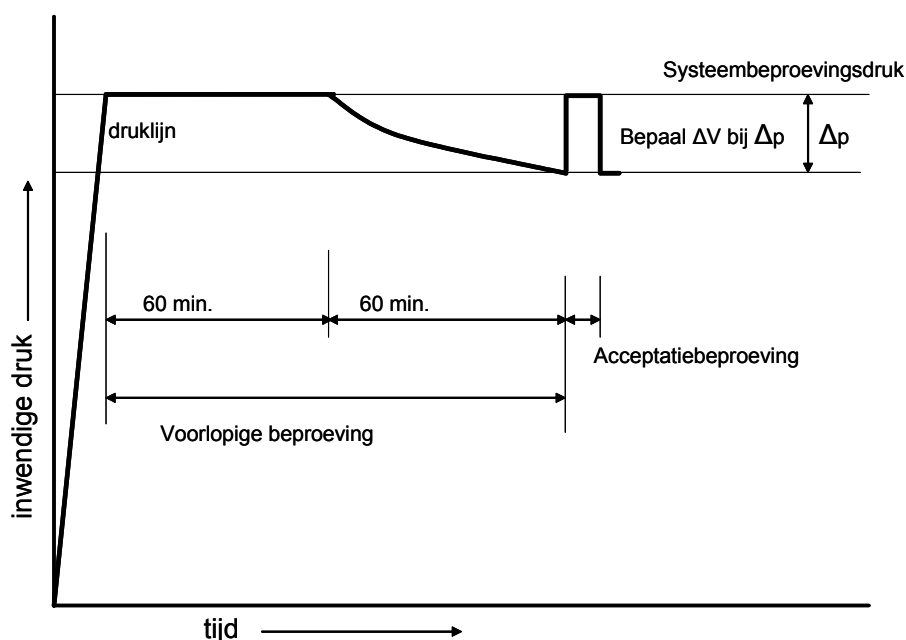 Systeembeproevingsdruk
druklijn
Bepaal ΔV bij Δp
Δp
60 min.
60 min.
Acceptatiebeproeving
Voorlopige beproeving
inwendige druk
tijd